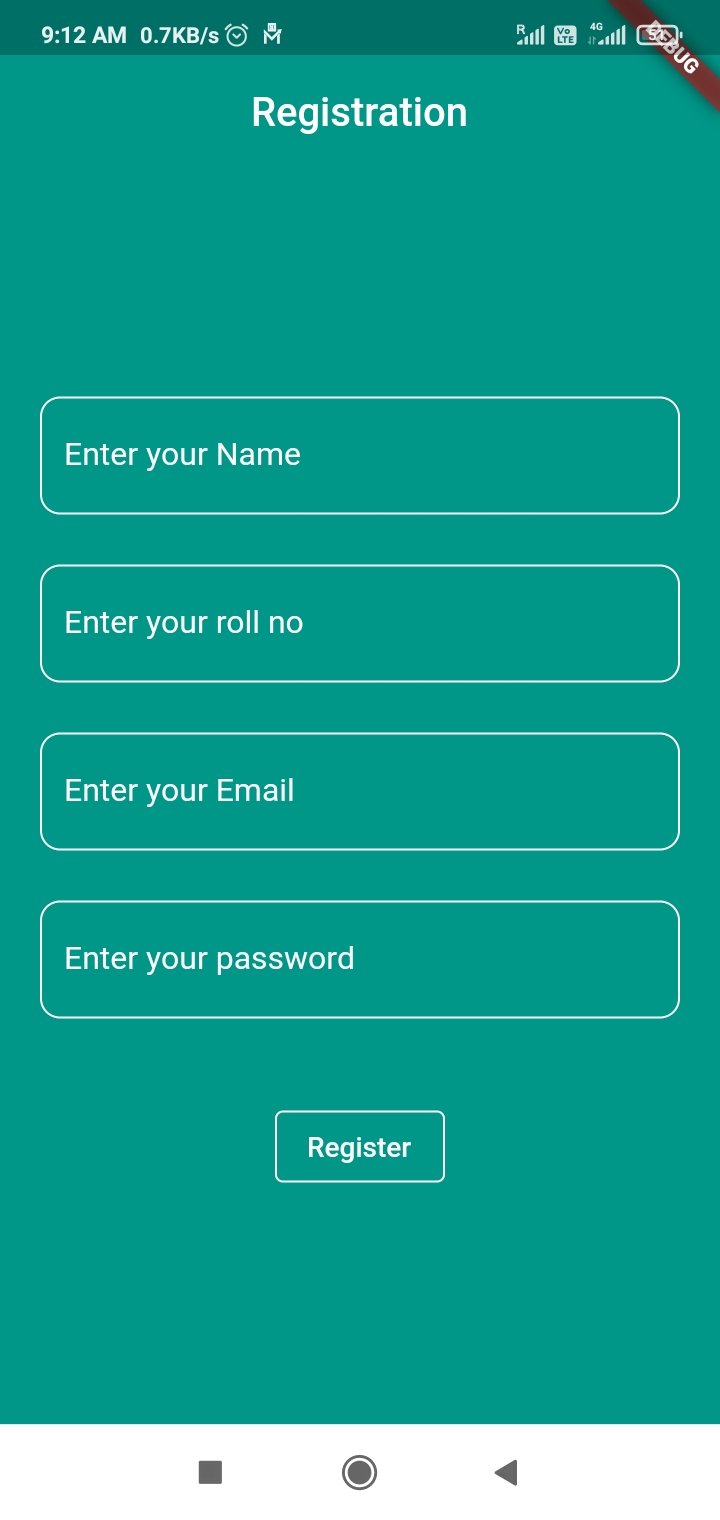 9:12 AM 0.7KB/s R Vo LTE 4G 51
DEBUG
Registration
Enter your Name
Enter your roll no
Enter your Email
Enter your password
Register